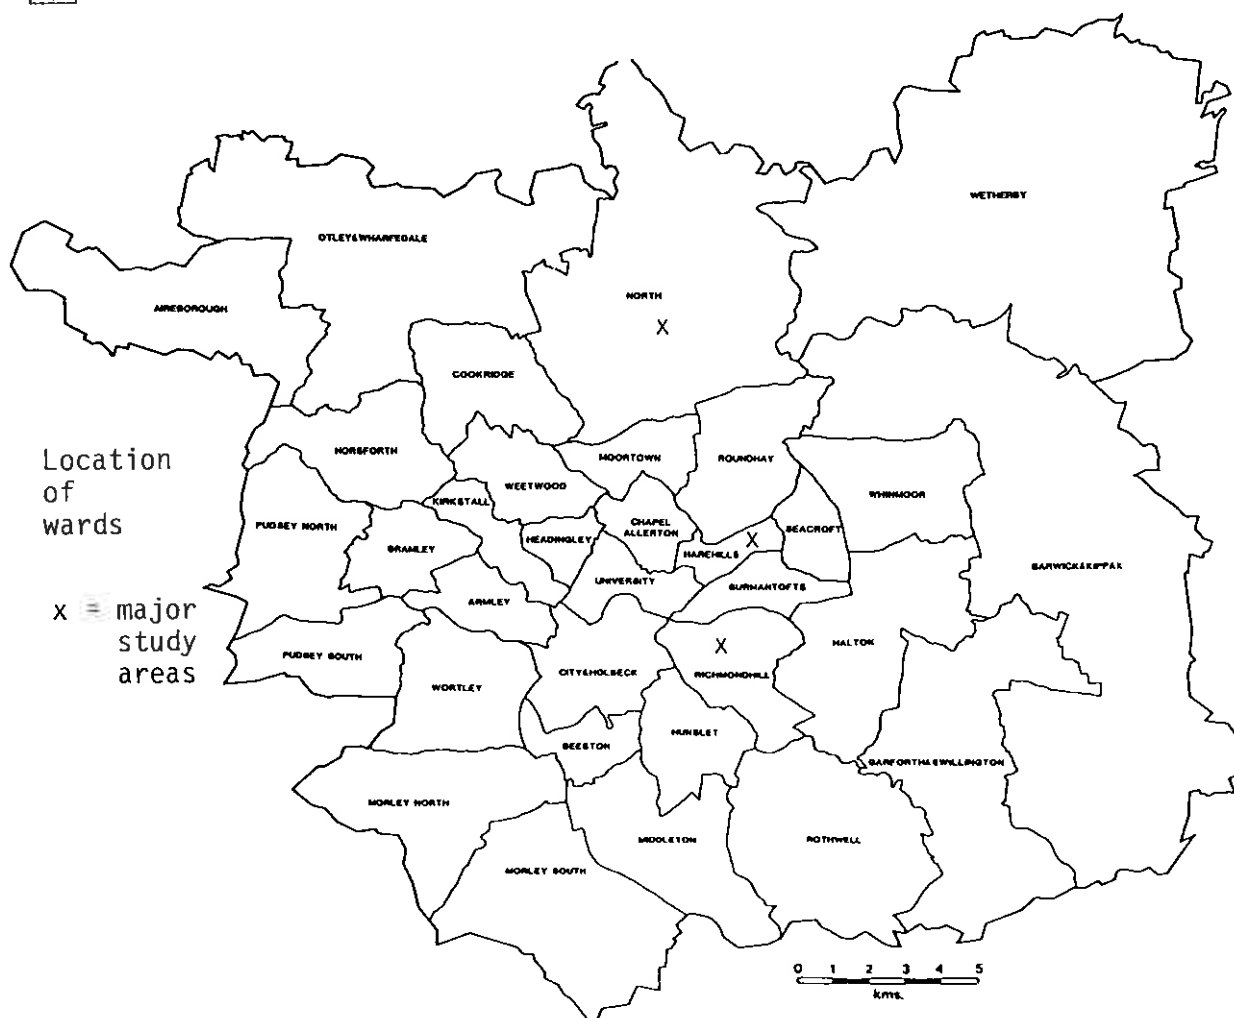 WETHERBY
OTLEY&WHARFEDALE
AIREBOROUGH
NORTH
X
COOKRIDGE
HORSFORTH
MOORTOWN
ROUNDHAY
Location
of
wards
WEETWOOD
WHINMOOR
KIRKSTALL
PUDSEY NORTH
CHAPEL
ALLERTON
SEACROFT
HEADINGLEY
X
BRAMLEY
HAREHILLS
BARWICK&KIPPAX
UNIVERSITY
BURMANTOFTS
ARMLEY
x = major
study
areas
X
HALTON
PUDSEY SOUTH
CITY&HOLBECK
RICHMONDHILL
WORTLEY
HUNSLET
BEESTON
GARFORTH&SWILLINGTON
MORLEY NORTH
MIDDLETON
ROTHWELL
MORLEY SOUTH
0 1 2 3 4 5
kms.